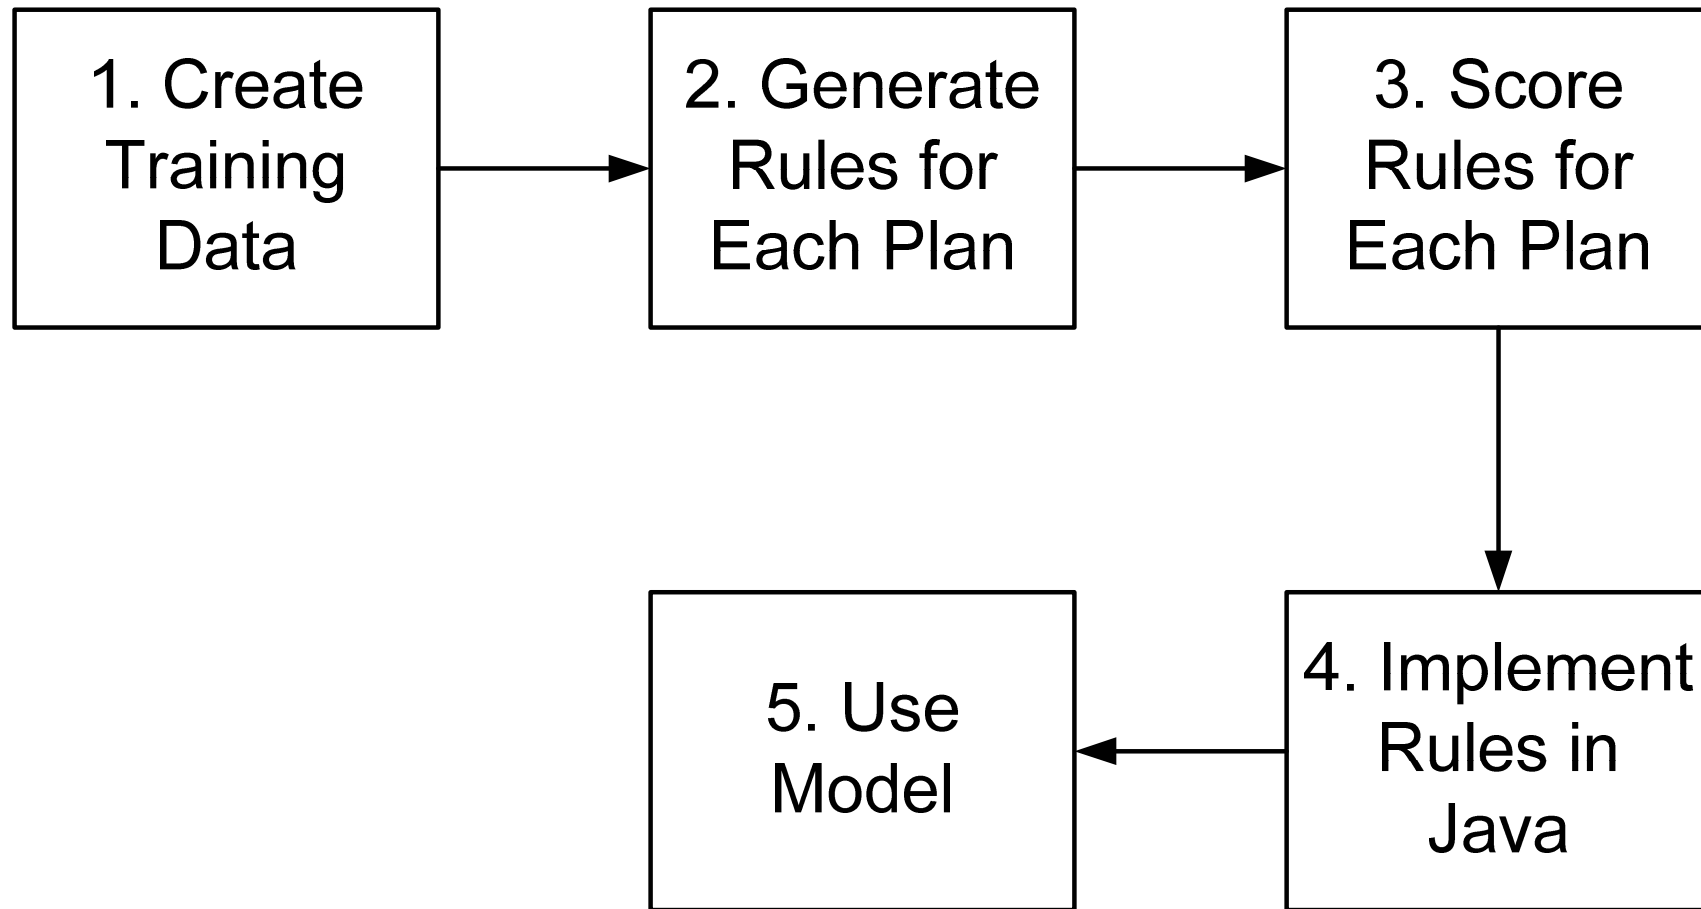 1. Create
Training
Data
2. Generate
Rules for
Each Plan
3. Score
Rules for
Each Plan
4. Implement
Rules in
Java
5. Use
Model